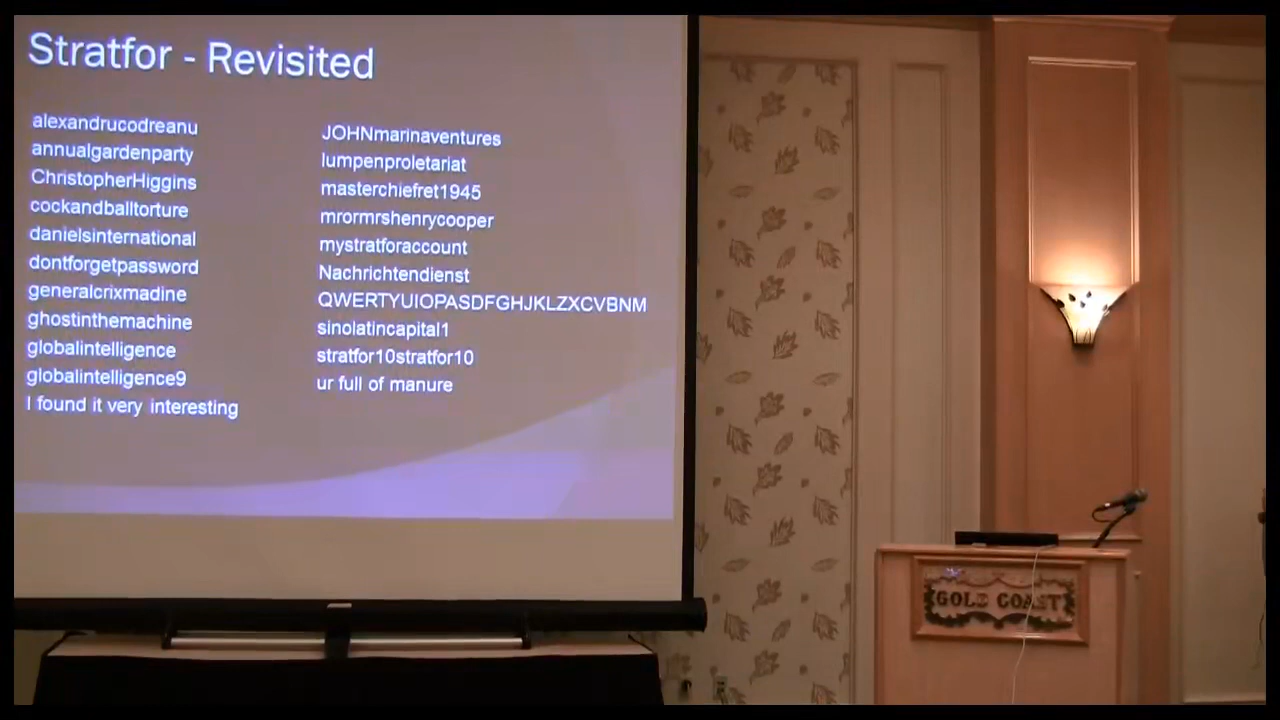 Stratfor - Revisited
alexandrucodreanu
annualgardenparty
ChristopherHiggins
cockandballtorture
danielsinternational
dontforgetpassword
generalcrixmadine
ghostinthemachine
globalintelligence
globalintelligence9
I found it very interesting
JOHNmarinaventures
lumpenproletariat
masterchiefret1945
mrormrshenrycooper
mystratforaccount
Nachrichtendienst
QWERTYUIOPASDFGHJKLZXCVBNM
sinolatincapital1
stratfor10stratfor10
ur full of manure
GOLD COAST